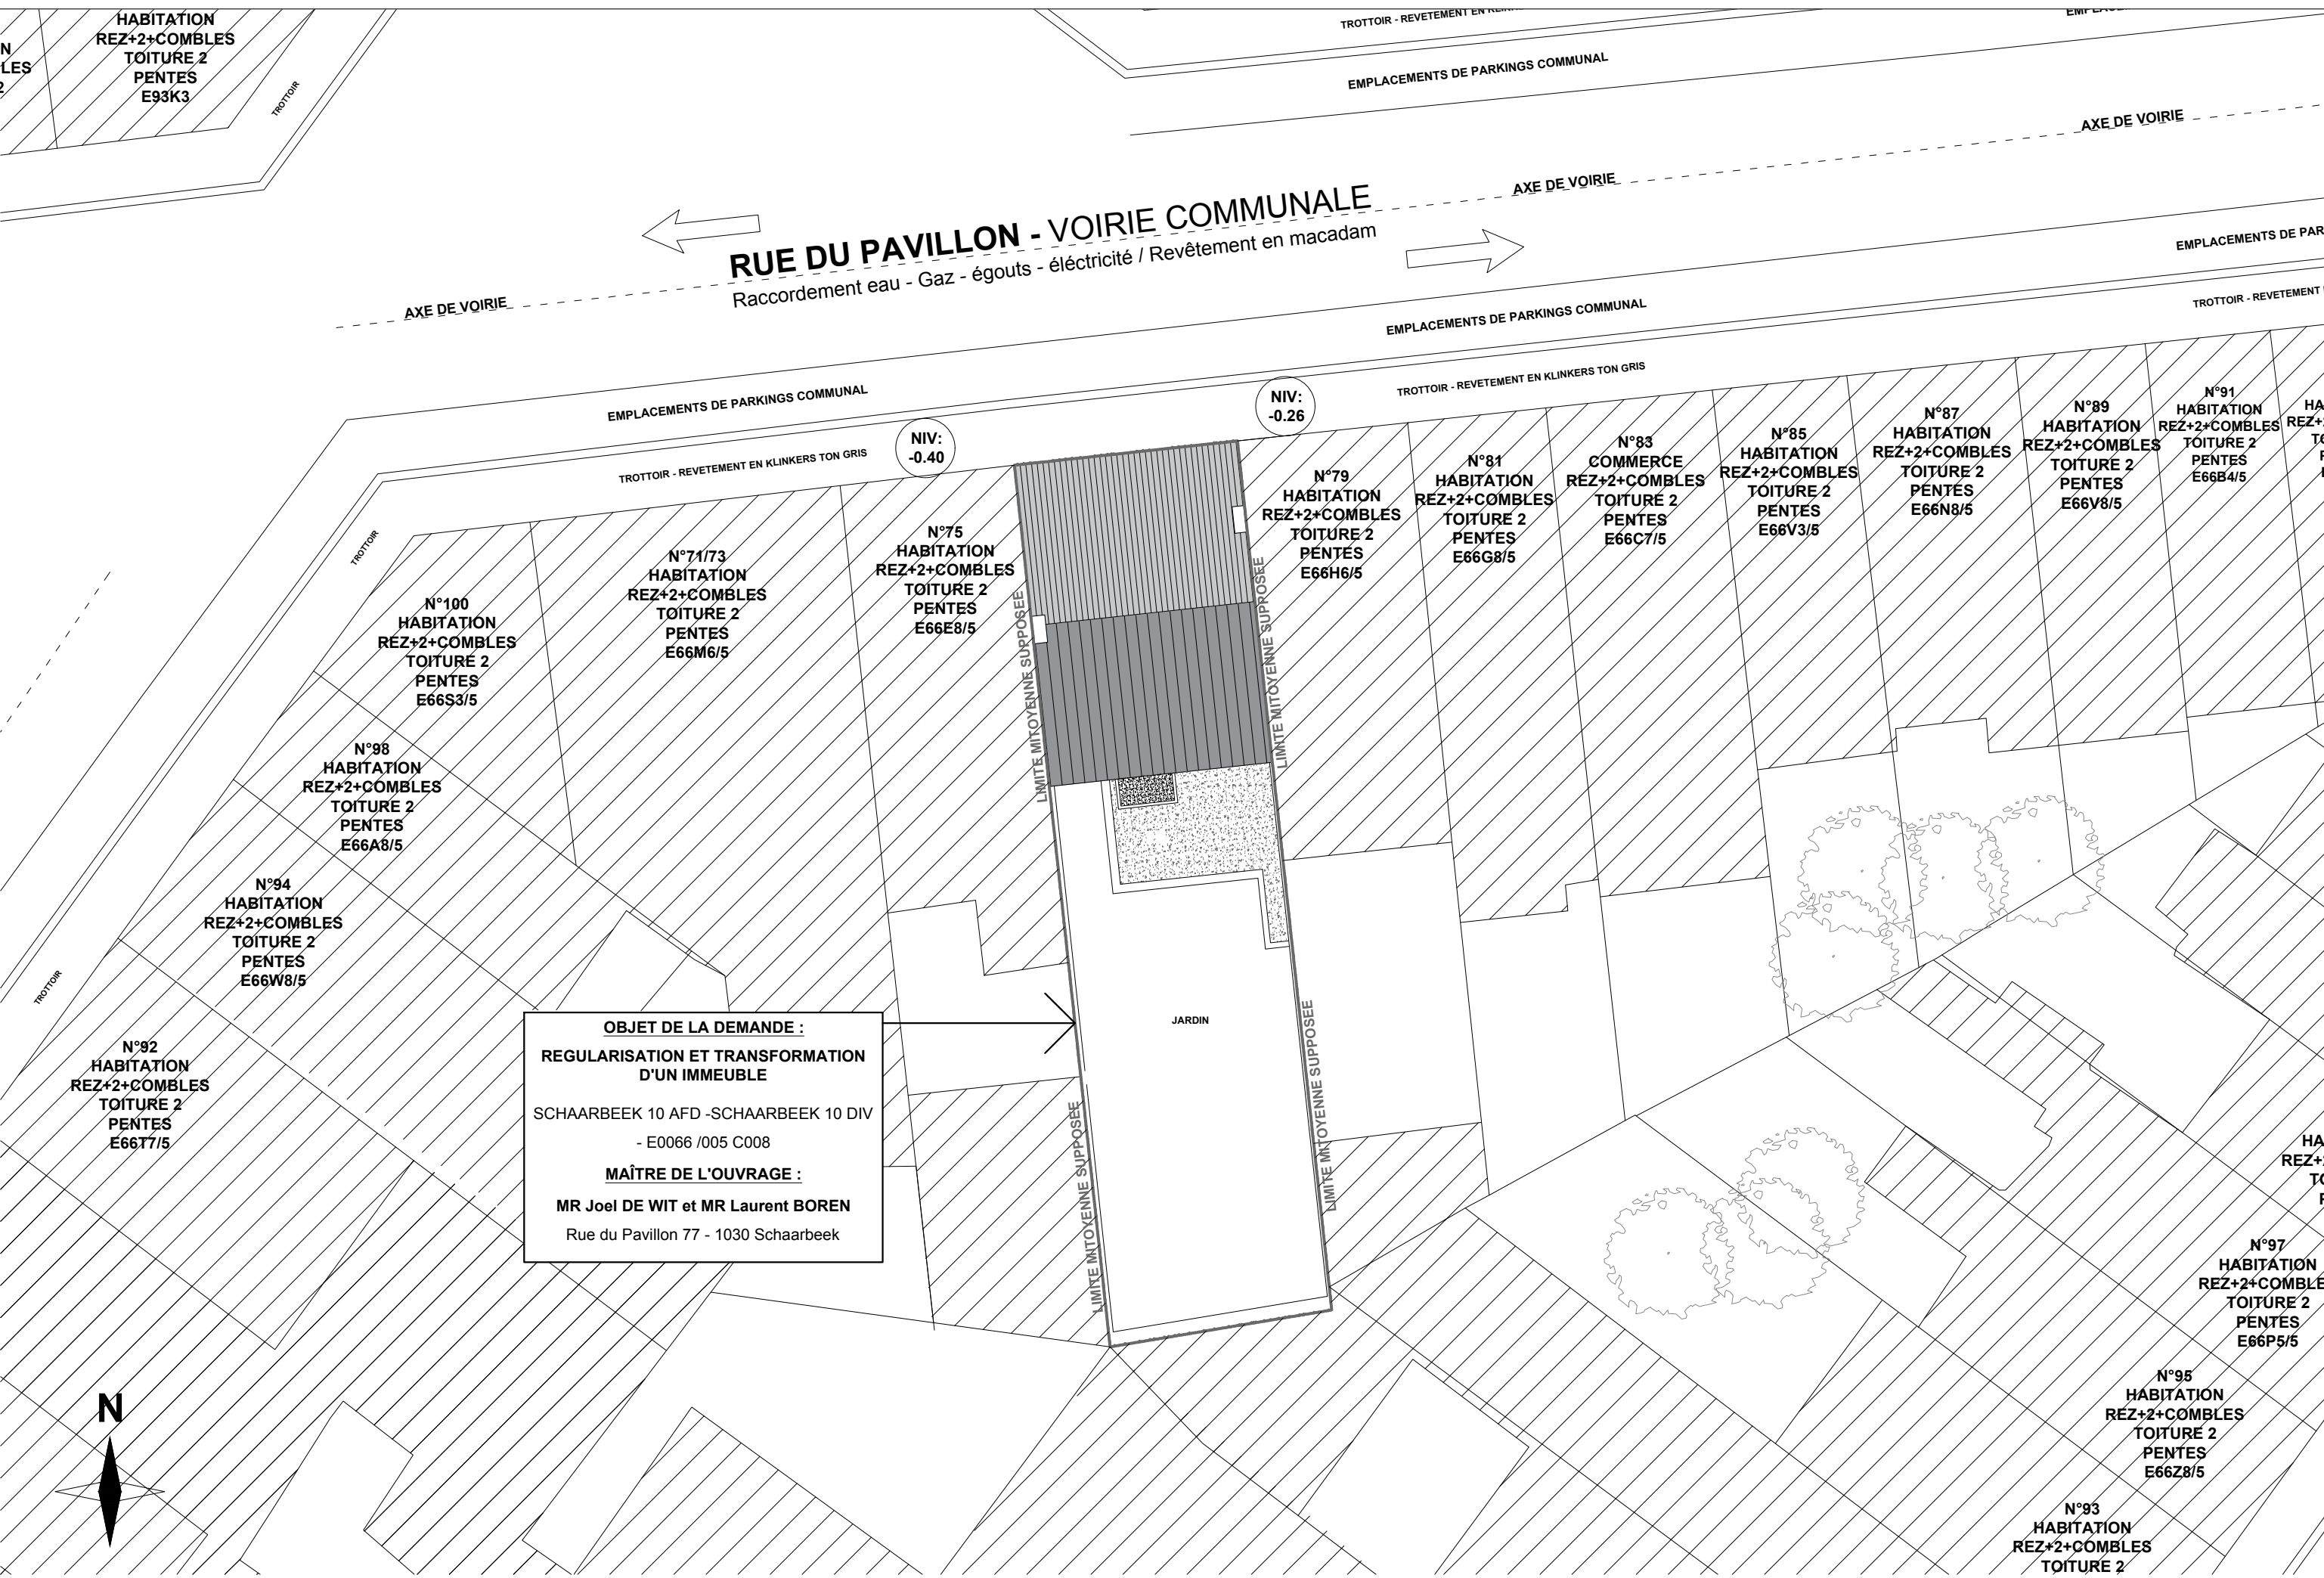 HABITATION
REZ+2+COMBLES
TOITURE 2
PENTES
E93K3
N
LES
2
TROTTOIR
EMPLACEMENTS DE PARKINGS COMMUNAL
AXE DE VOIRIE
AXE DE VOIRIE
AXE DE VOIRIE
RUE DU PAVILLON - VOIRIE COMMUNALE
Raccordement eau - Gaz - égouts - éléctricité / Revêtement en macadam
EMPLACEMENTS DE PAR
EMPLACEMENTS DE PARKINGS COMMUNAL
EMPLACEMENTS DE PARKINGS COMMUNAL
TROTTOIR - REVETEMENT
TROTTOIR - REVETEMENT EN KLINKERS TON GRIS
TROTTOIR - REVETEMENT EN KLINKERS TON GRIS
NIV:
-0.40
NIV:
-0.26
TROTTOIR
TROTTOIR
N°100
HABITATION
REZ+2+COMBLES
TOITURE 2
PENTES
E66S3/5
N°71/73
HABITATION
REZ+2+COMBLES
TOITURE 2
PENTES
E66M6/5
N°75
HABITATION
REZ+2+COMBLES
TOITURE 2
PENTES
E66E8/5
N°79
HABITATION
REZ+2+COMBLES
TOITURE 2
PENTES
E66H6/5
N°81
HABITATION
REZ+2+COMBLES
TOITURE 2
PENTES
E66G8/5
N°83
COMMERCE
REZ+2+COMBLES
TOITURE 2
PENTES
E66C7/5
N°85
HABITATION
REZ+2+COMBLES
TOITURE 2
PENTES
E66V3/5
N°87
HABITATION
REZ+2+COMBLES
TOITURE 2
PENTES
E66N8/5
N°89
HABITATION
REZ+2+COMBLES
TOITURE 2
PENTES
E66V8/5
N°91
HABITATION
REZ+2+COMBLES
TOITURE 2
PENTES
E66B4/5
N°98
HABITATION
REZ+2+COMBLES
TOITURE 2
PENTES
E66A8/5
N°94
HABITATION
REZ+2+COMBLES
TOITURE 2
PENTES
E66W8/5
N°92
HABITATION
REZ+2+COMBLES
TOITURE 2
PENTES
E66T7/5
LIMITE MITOYENNE SUPPOSEE
LIMITE MITOYENNE SUPPOSEE
LIMITE MITOYENNE SUPPOSEE
LIMITE MITOYENNE SUPPOSEE
JARDIN
OBJET DE LA DEMANDE :
REGULARISATION ET TRANSFORMATION
D'UN IMMEUBLE
SCHAARBEEK 10 AFD -SCHAARBEEK 10 DIV
- E0066 /005 C008
MAÎTRE DE L'OUVRAGE :
MR Joel DE WIT et MR Laurent BOREN
Rue du Pavillon 77 - 1030 Schaarbeek
N°97
HABITATION
REZ+2+COMBLE
TOITURE 2
PENTES
E66P5/5
N°95
HABITATION
REZ+2+COMBLES
TOITURE 2
PENTES
E66Z8/5
N°93
HABITATION
REZ+2+COMBLES
TOITURE 2
N